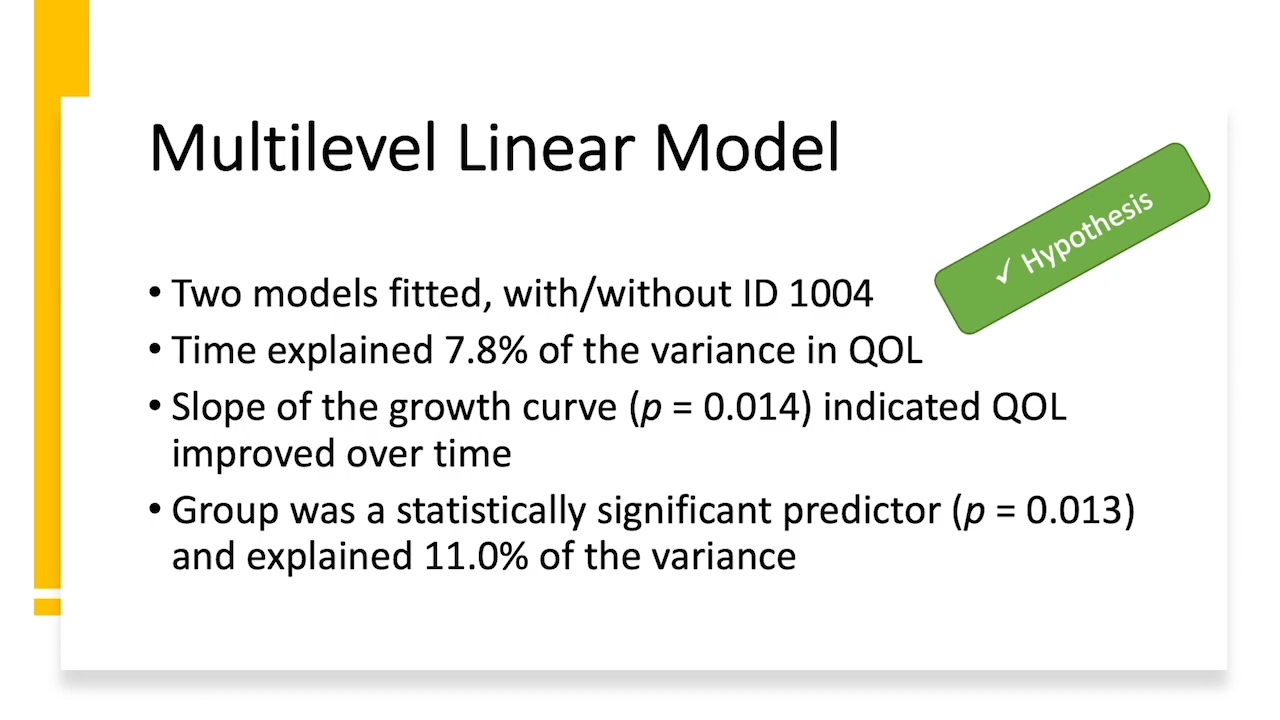 Multilevel Linear Model
✓ Hypothesis
• Two models fitted, with/without ID 1004
• Time explained 7.8% of the variance in QOL
• Slope of the growth curve (p = 0.014) indicated QOL
improved over time
• Group was a statistically significant predictor (p = 0.013)
and explained 11.0% of the variance